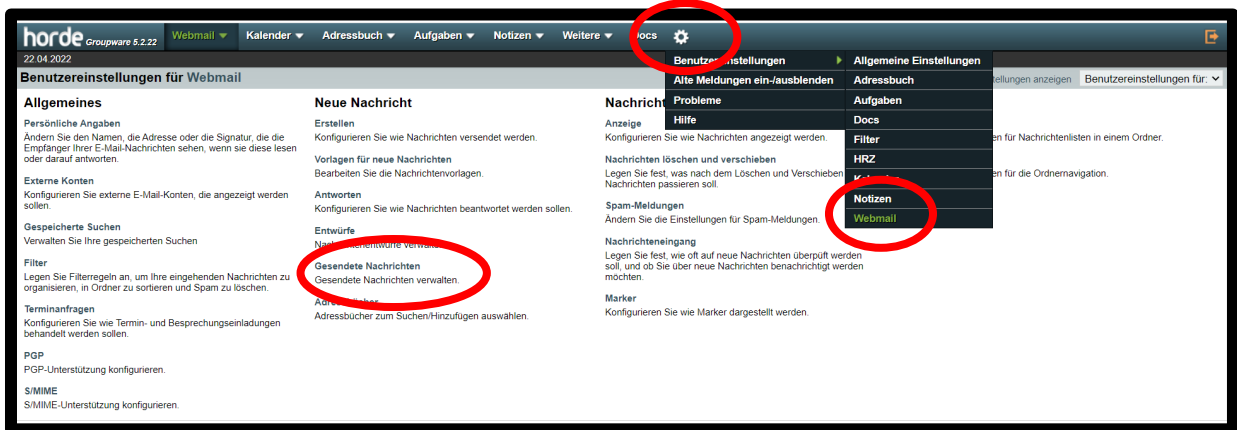 horde Groupware 5.2.22 Webmail Kalender Adressbuch Aufgaben Notizen Weitere Docs
22.04.2022
Benutzereinstellungen für Webmail
anzeigen Benutzereinstellungen für:
Benutzereinstellungen
Alte Meldungen ein-/ausblenden
Probleme
Hilfe
Allgemeine Einstellungen
Adressbuch
Aufgaben
Docs
Filter
HRZ
Kalender
Notizen
Webmail
Allgemeines
Persönliche Angaben
Ändern Sie den Namen, die Adresse oder die Signatur, die die
Empfänger Ihrer E-Mail-Nachrichten sehen, wenn sie diese lesen
oder darauf antworten.
Externe Konten
Konfigurieren Sie externe E-Mail-Konten, die angezeigt werden
sollen.
Gespeicherte Suchen
Verwalten Sie Ihre gespeicherten Suchen
Filter
Legen Sie Filterregeln an, um Ihre eingehenden Nachrichten zu
organisieren, in Ordner zu sortieren und Spam zu löschen.
Terminanfragen
Konfigurieren Sie wie Termin- und Besprechungseinladungen
behandelt werden sollen.
PGP
PGP-Unterstützung konfigurieren.
S/MIME
S/MIME-Unterstützung konfigurieren.
Neue Nachricht
Erstellen
Konfigurieren Sie wie Nachrichten versendet werden.
Vorlagen für neue Nachrichten
Bearbeiten Sie die Nachrichtenvorlagen.
Antworten
Konfigurieren Sie wie Nachrichten beantwortet werden sollen.
Entwürfe
Nachrichtenentwürfe verwalten.
Gesendete Nachrichten
Gesendete Nachrichten verwalten.
Adressbücher
Adressbücher zum Suchen/Hinzufügen auswählen.
Nachricht
Anzeige
Konfigurieren Sie wie Nachrichten angezeigt werden.
Nachrichten löschen und verschieben
Legen Sie fest, was nach dem Löschen und Verschieben
Nachrichten passieren soll.
Spam-Meldungen
Ändern Sie die Einstellungen für Spam-Meldungen.
Nachrichteneingang
Legen Sie fest, wie oft auf neue Nachrichten überprüft werden
soll, und ob Sie über neue Nachrichten benachrichtigt werden
möchten.
Marker
Konfigurieren Sie wie Marker dargestellt werden.
en für Nachrichtenlisten in einem Ordner.
en für die Ordnernavigation.